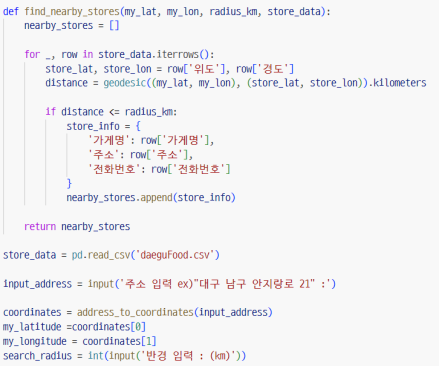 def find_nearby_stores(my_lat, my_lon, radius_km, store_data):
    nearby_stores = []

    for _, row in store_data.iterrows():
        store_lat, store_lon = row['위도'], row['경도']
        distance = geodesic((my_lat, my_lon), (store_lat, store_lon)).kilometers

        if distance <= radius_km:
            store_info = {
                '가게명': row['가게명'],
                '주소': row['주소'],
                '전화번호': row['전화번호']
            }
            nearby_stores.append(store_info)

    return nearby_stores

store_data = pd.read_csv('daeguFood.csv')

input_address = input('주소 입력 ex)"대구 남구 안지랑로 21" :')

coordinates = address_to_coordinates(input_address)
my_latitude =coordinates[0]
my_longitude = coordinates[1]
search_radius = int(input('반경 입력 : (km)'))